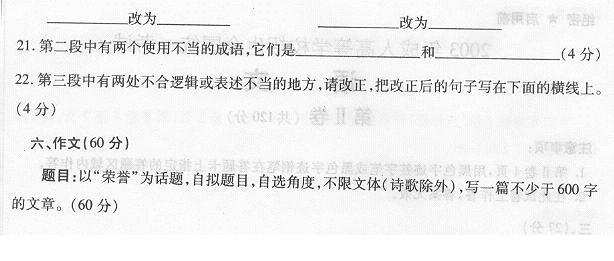 ________改为________ ________改为________
21. 第二段中有两个使用不当的成语,它们是________________和________________(4 分)
22. 第三段中有两处不合逻辑或表述不当的地方,请改正,把改正后的句子写在下面的横线上。
(4 分)
六、作文(60 分)
题目:以“荣誉”为话题,自拟题目,自选角度,不限文体(诗歌除外),写一篇不少于 600 字
的文章。(60 分)